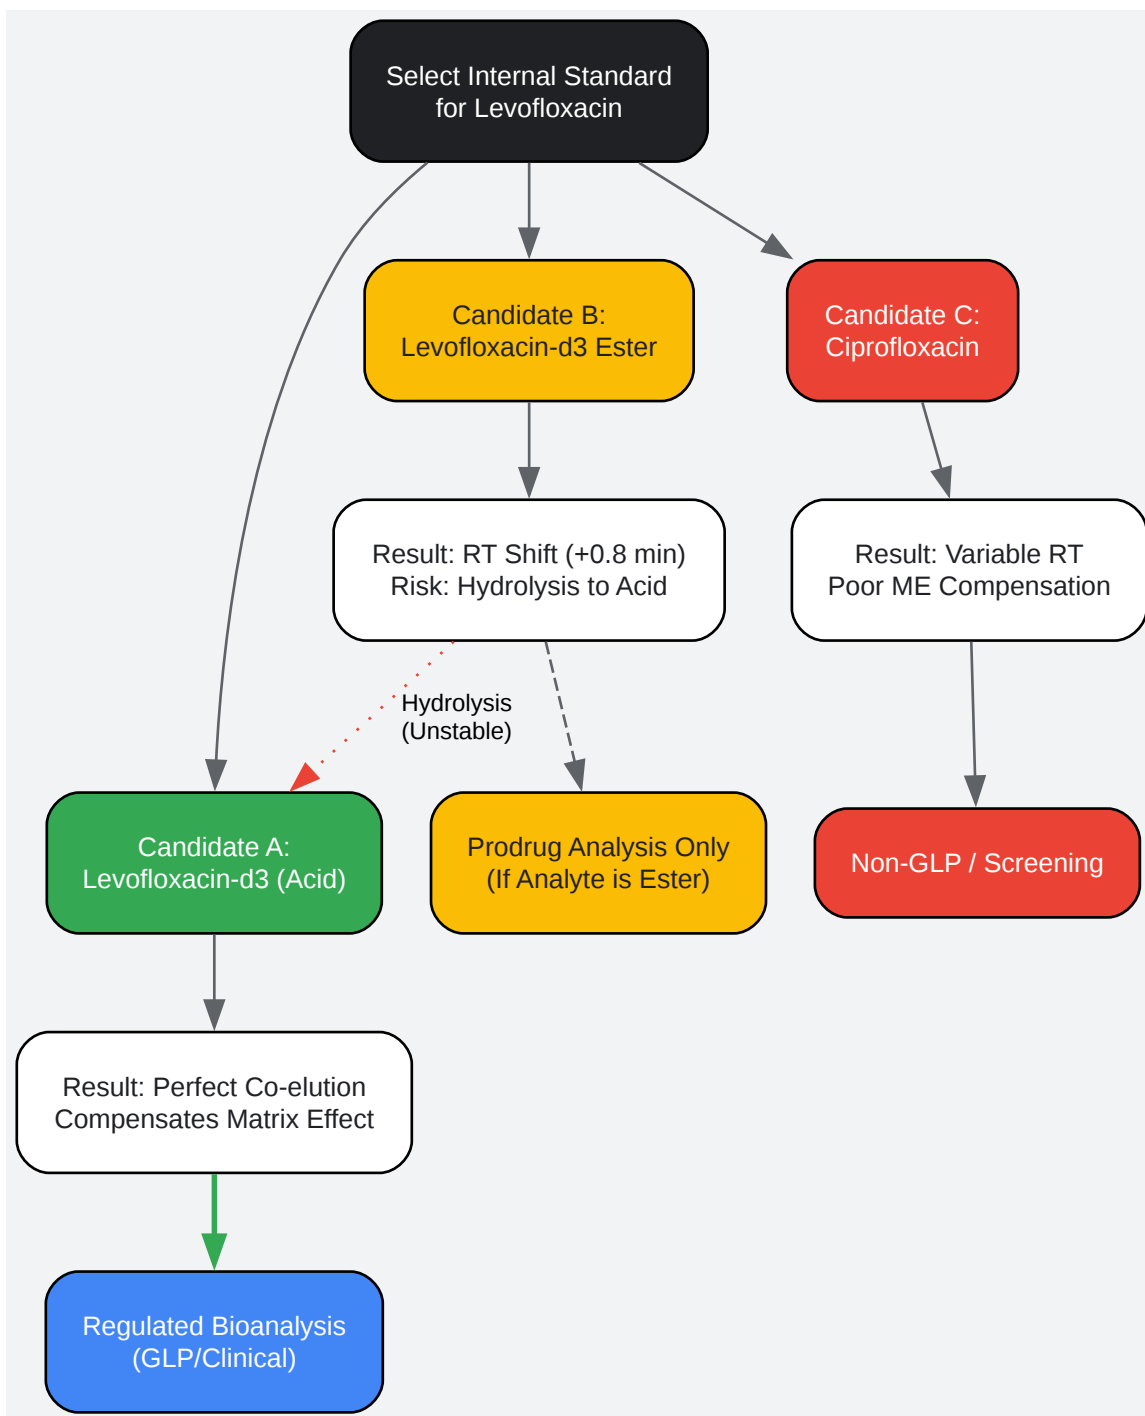 Select Internal Standard
for Levofloxacin
Candidate B:
Levofloxacin-d3 Ester
Candidate C:
Ciprofloxacin
Result: RT Shift (+0.8 min)
Risk: Hydrolysis to Acid
Result: Variable RT
Poor ME Compensation
Hydrolysis
(Unstable)
Candidate A:
Levofloxacin-d3 (Acid)
Prodrug Analysis Only
(If Analyte is Ester)
Non-GLP / Screening
Result: Perfect Co-elution
Compensates Matrix Effect
Regulated Bioanalysis
(GLP/Clinical)